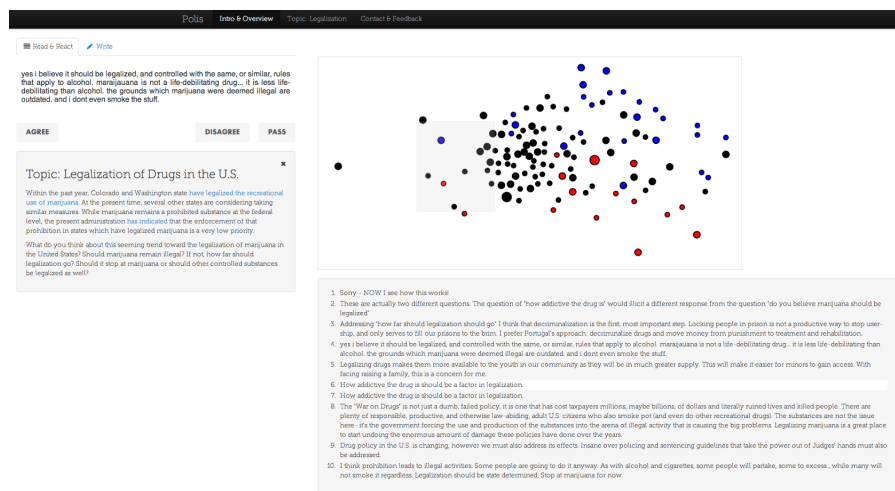 Polis Intro & Overview Topic: Legalization Contact & Feedback
Read & React Write
yes i believe it should be legalized, and controlled with the same, or similar, rules
that apply to alcohol. maraijauana is not a life-debilitating drug... it is less life-
debilitating than alcohol. the grounds which marijuana were deemed illegal are
outdated. and i dont even smoke the stuff.
AGREE DISAGREE PASS
Topic: Legalization of Drugs in the U.S.
Within the past year, Colorado and Washington state have legalized the recreational
use of marijuana. At the present time, several other states are considering taking
similar measures. While marijuana remains a prohibited substance at the federal
level, the present administration has indicated that the enforcement of that
prohibition in states which have legalized marijuana is a very low priority.
What do you think about this seeming trend toward the legalization of marijuana in
the United States? Should marijuana remain illegal? If not, how far should
legalization go? Should it stop at marijuana or should other controlled substances
be legalized as well?
1. Sorry - NOW I see how this works!
2. These are actually two different questions. The question of "how addictive the drug is" would illicit a different response from the question "do you believe marijuana should be
legalized"
3. Addressing "how far should legalization should go" I think that decriminalization is the first, most important step. Locking people in prison is not a productive way to stop user-
ship, and only serves to fill our prisons to the brim. I prefer Portugal's approach: decriminalize drugs and move money from punishment to treatment and rehabilitation.
4. yes i believe it should be legalized, and controlled with the same, or similar, rules that apply to alcohol. maraijauana is not a life-debilitating drug... it is less life-debilitating than
alcohol. the grounds which marijuana were deemed illegal are outdated. and i dont even smoke the stuff.
5. Legalizing drugs makes them more available to the youth in our community as they will be in much greater supply. This will make it easier for minors to gain access. With
facing raising a family, this is a concern for me.
6. How addictive the drug is should be a factor in legalization.
7. How addictive the drug is should be a factor in legalization.
8. The "War on Drugs" is not just a dumb, failed policy, it is one that has cost taxpayers millions, maybe billions, of dollars and literally ruined lives and killed people. There are
plenty of responsible, productive, and otherwise law-abiding, adult U.S. citizens who also smoke pot (and even do other recreational drugs). The substances are not the issue
here- it's the government forcing the use and production of the substances into the arena of illegal activity that is causing the big problems. Legalizing marijuana is a great place
to start undoing the enormous amount of damage these policies have done over the years.
9. Drug policy in the U.S. is changing, however we must also address its effects. Insane over policing and sentencing guidelines that take the power out of Judges' hands must also
be addressed.
10. I think prohibition leads to illegal activities. Some people are going to do it anyway. As with alcohol and cigarettes, some people will partake, some to excess , while many will
not smoke it regardless. Legalization should be state determined. Stop at marijuana for now.